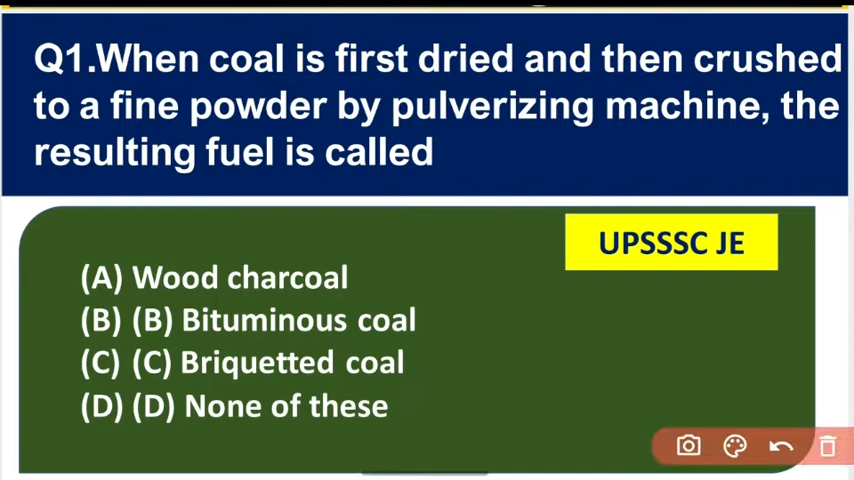 Q1.When coal is first dried and then crushed
to a fine powder by pulverizing machine, the
resulting fuel is called
UPSSSC JE
(A) Wood charcoal
(B) (B) Bituminous coal
(C) (C) Briquetted coal
(D) (D) None of these